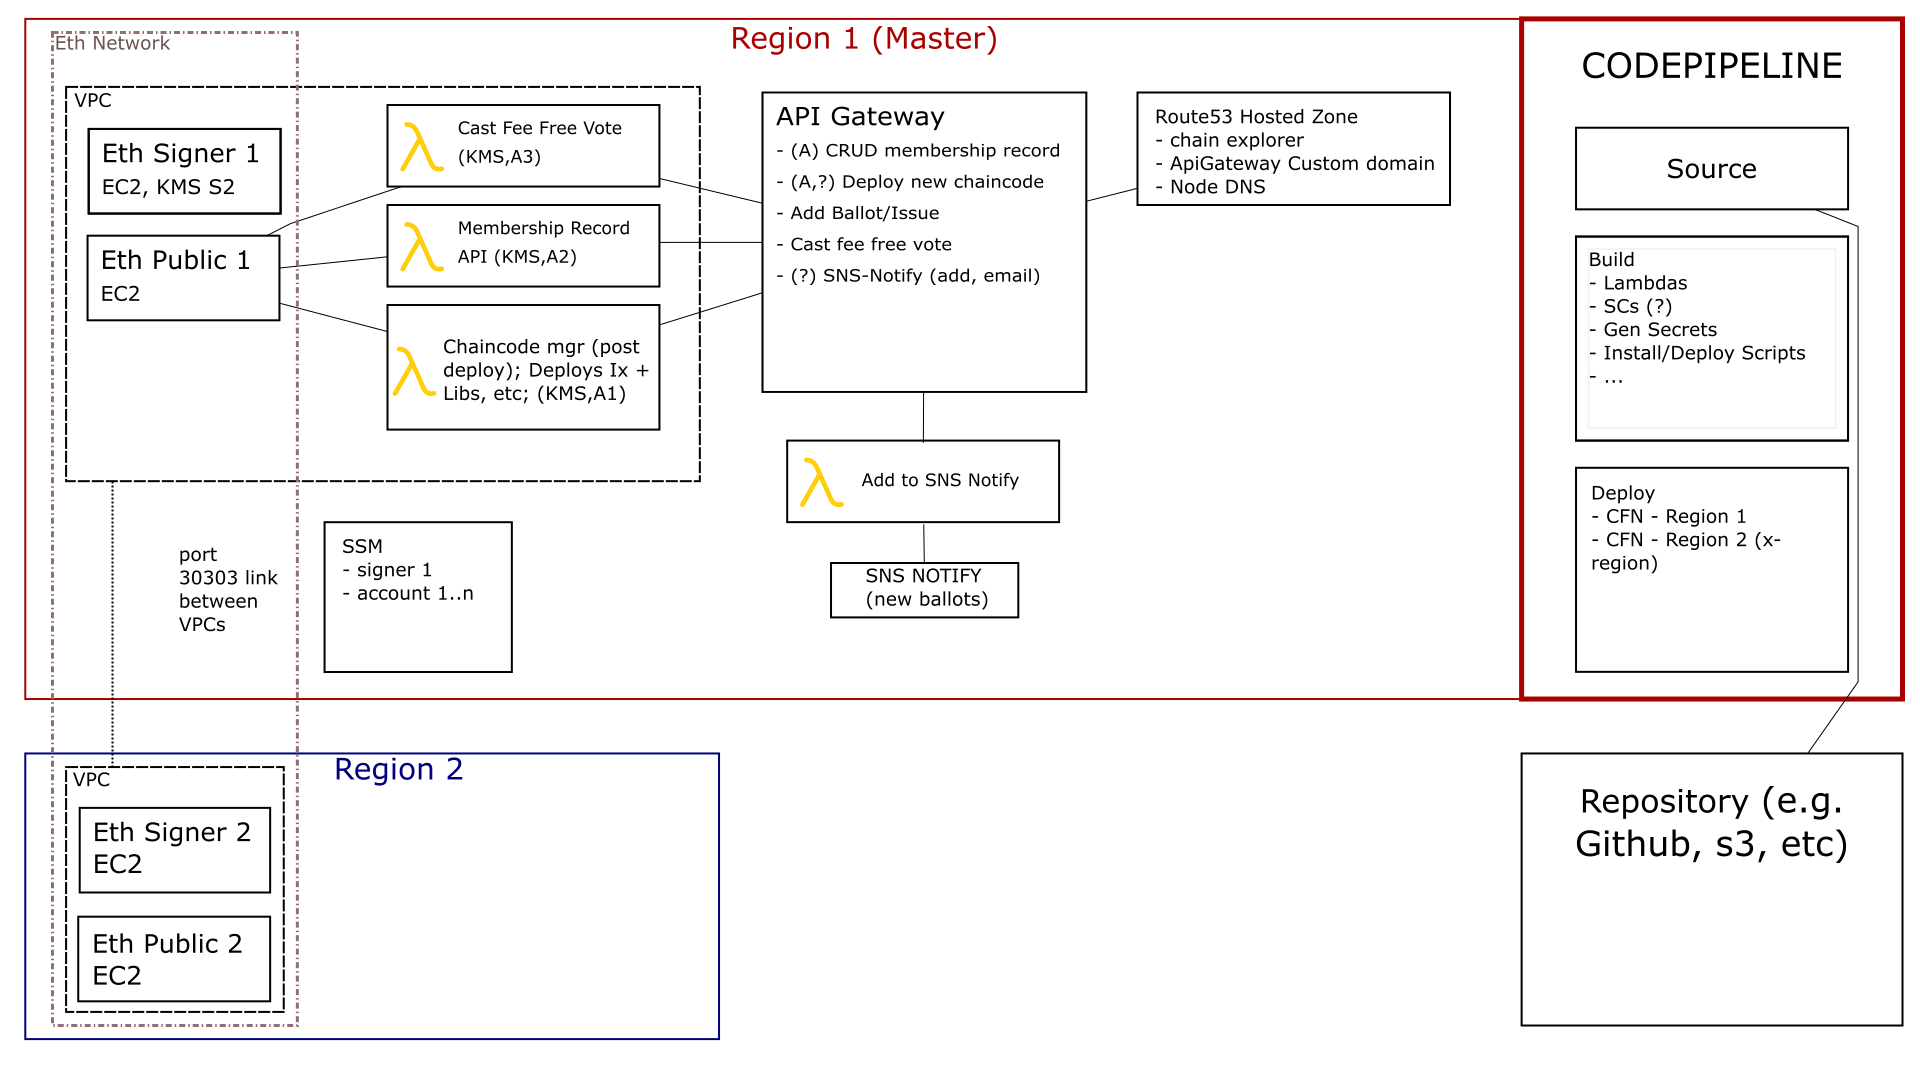 Region 1 (Master)
Eth Network
VPC
Eth Signer 1
EC2, KMS S2
Eth Public 1
EC2
Cast Fee Free Vote
(KMS,A3)
Membership Record
API (KMS,A2)
Chaincode mgr (post
deploy); Deploys Ix +
Libs, etc; (KMS,A1)
API Gateway
- (A) CRUD membership record
- (A,?) Deploy new chaincode
- Add Ballot/Issue
- Cast fee free vote
- (?) SNS-Notify (add, email)
Route53 Hosted Zone
- chain explorer
- ApiGateway Custom domain
- Node DNS
Add to SNS Notify
SNS NOTIFY
(new ballots)
port
30303 link
between
VPCs
SSM
- signer 1
- account 1..n
CODEPIPELINE
Source
Build
- Lambdas
- SCs (?)
- Gen Secrets
- Install/Deploy Scripts
- ...
Deploy
- CFN - Region 1
- CFN - Region 2 (x-
region)
Region 2
VPC
Eth Signer 2
EC2
Eth Public 2
EC2
Repository (e.g.
Github, s3, etc)